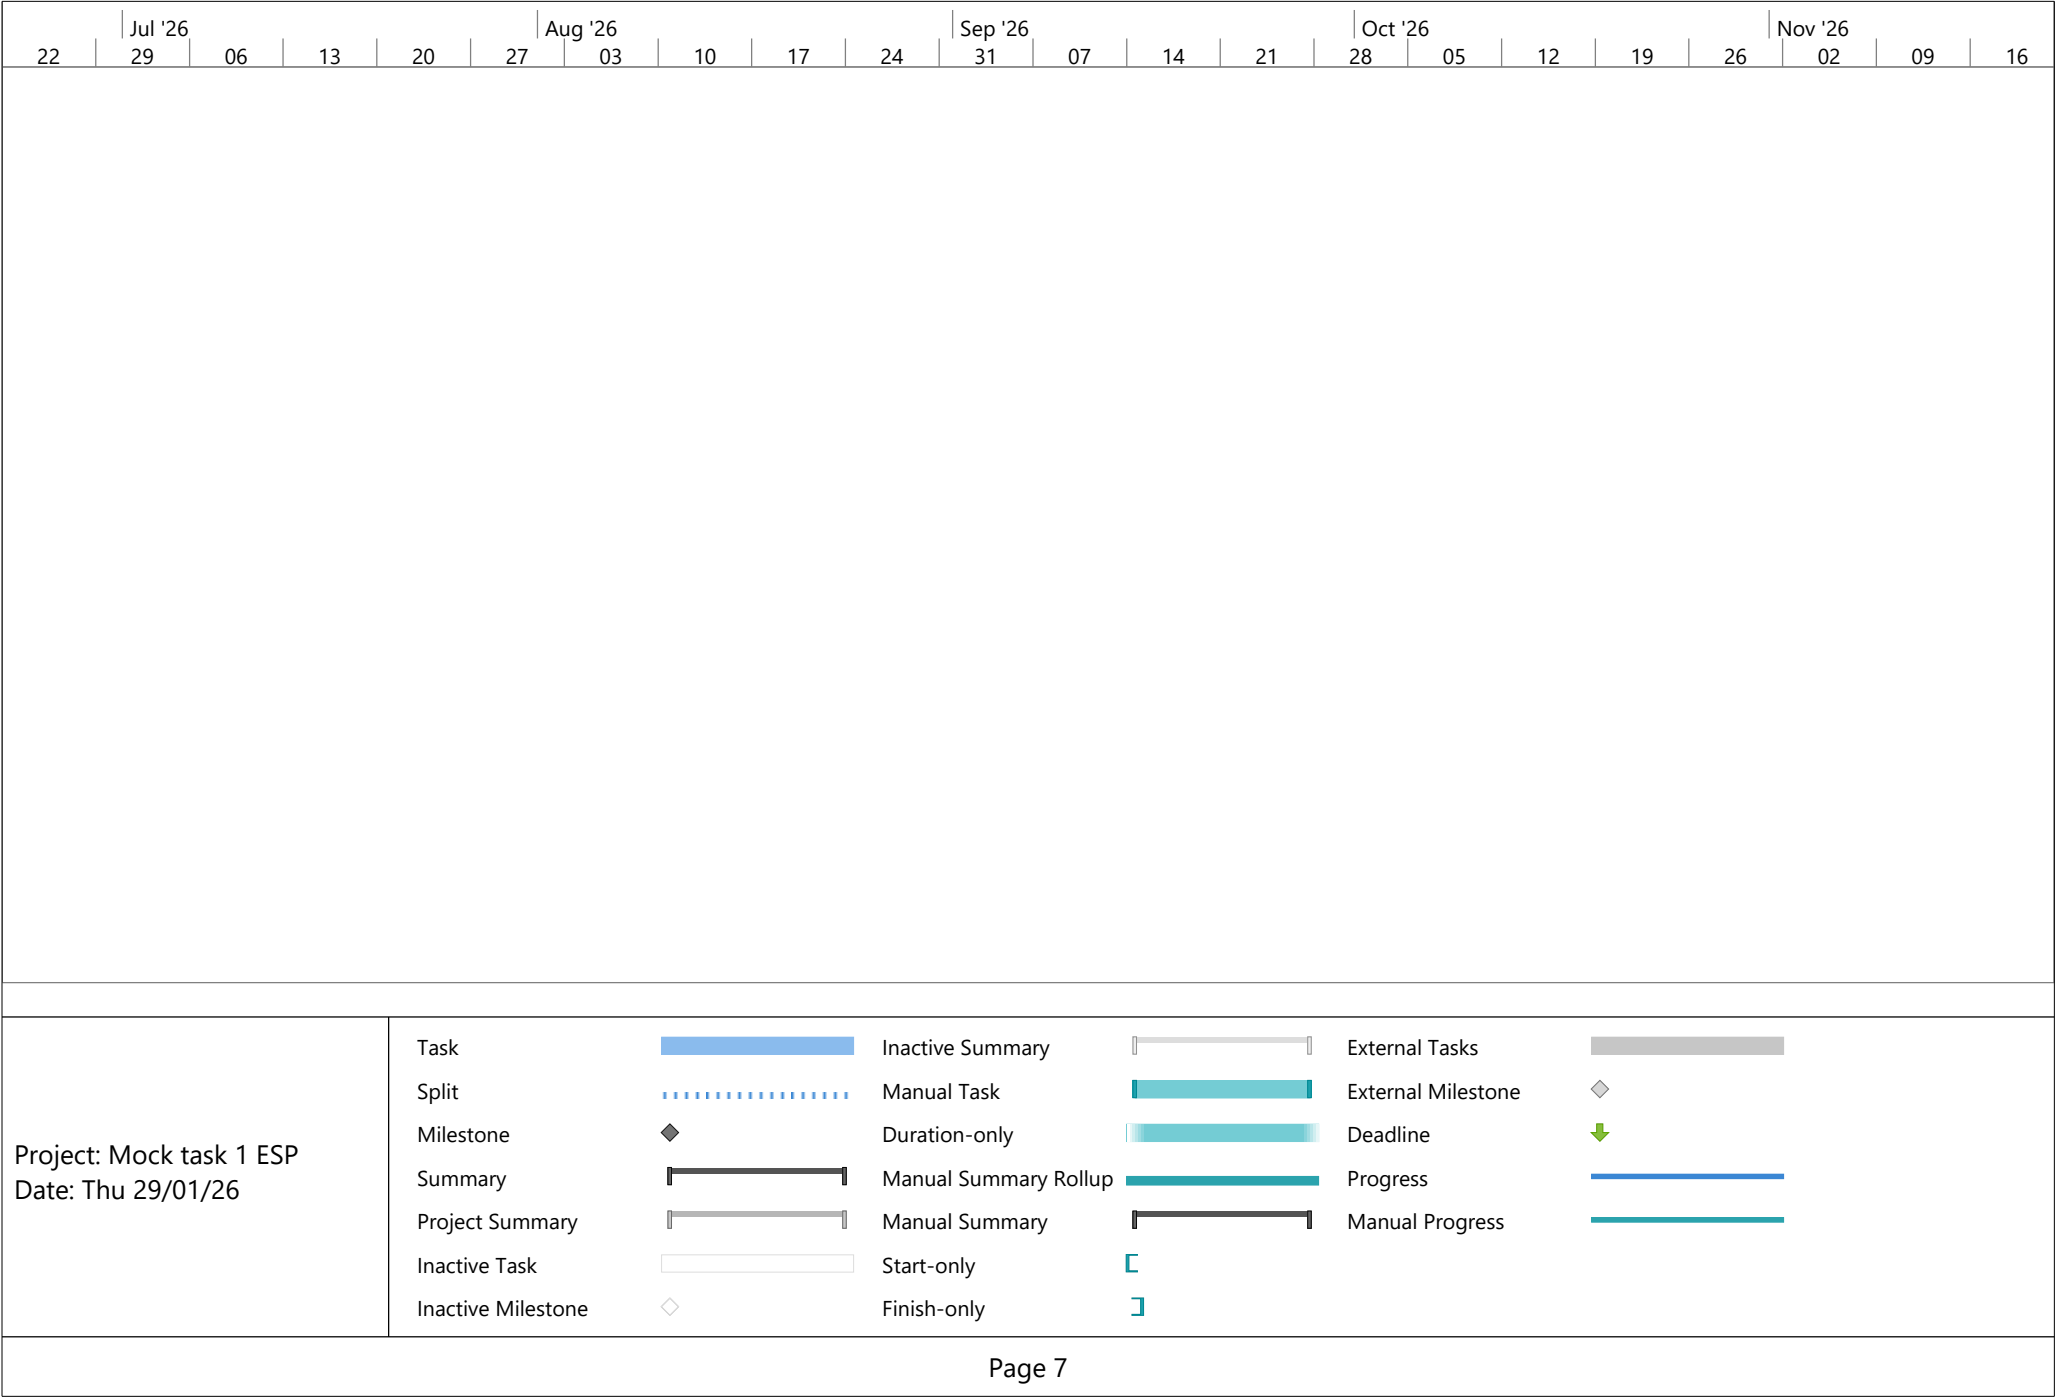 Jul '26 Aug '26 Sep '26 Oct '26 Nov '26
22 29 06 13 20 27 03 10 17 24 31 07 14 21 28 05 12 19 26 02 09 16
Project: Mock task 1 ESP
Date: Thu 29/01/26
Task
Split
Milestone
Summary
Project Summary
Inactive Task
Inactive Milestone
Inactive Summary
Manual Task
Duration-only
Manual Summary Rollup
Manual Summary
Start-only
Finish-only
External Tasks
External Milestone
Deadline
Progress
Manual Progress
Page 7